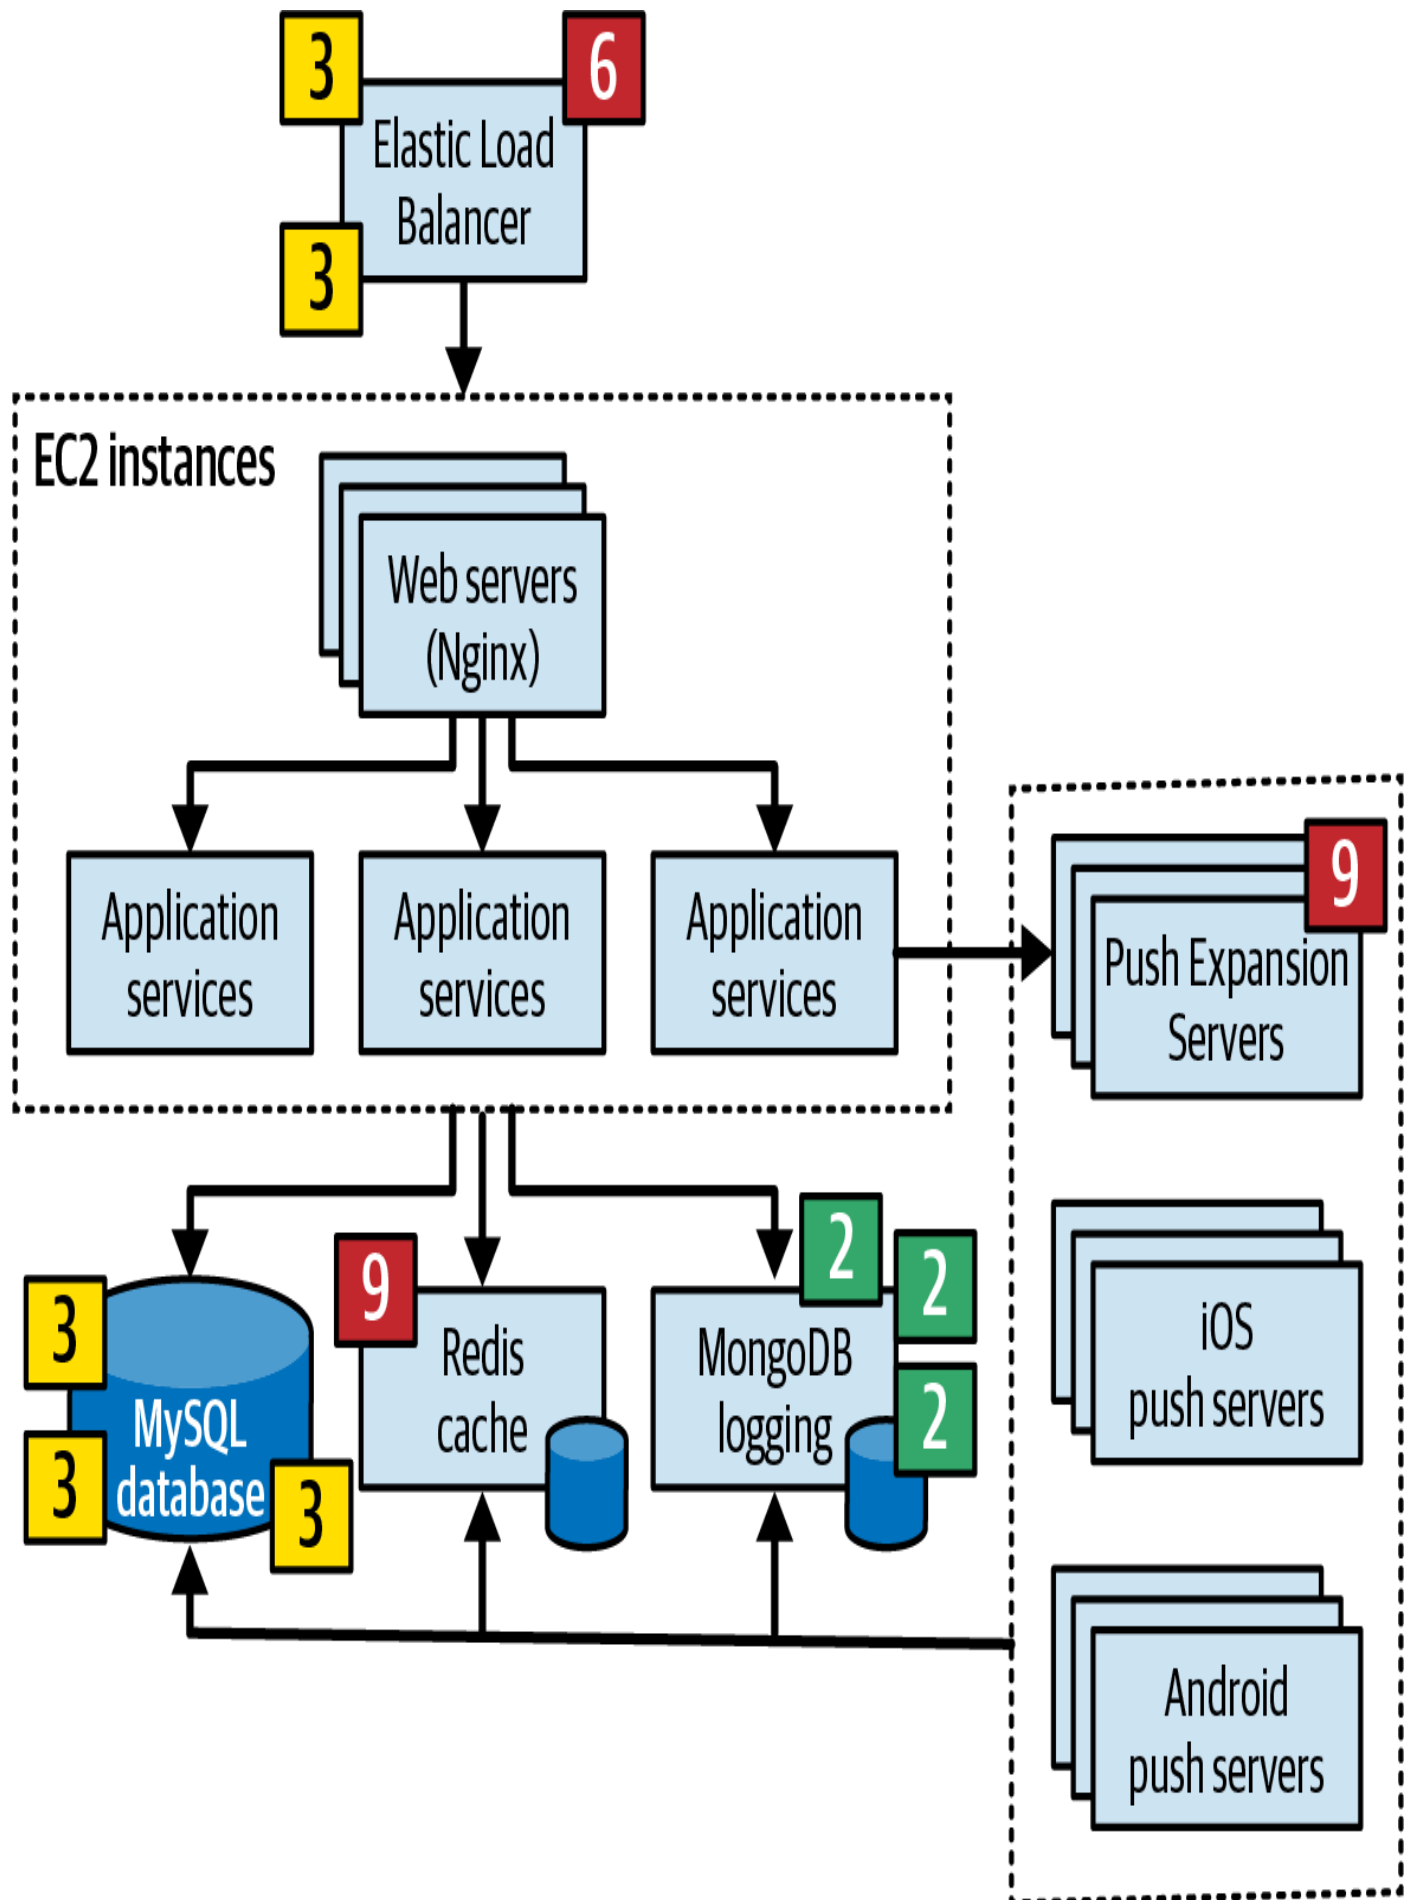 3
6
Elastic Load
Balancer
3
EC2 instances
Web servers
(Nginx)
Application
services
Application
services
Application
services
9
Push Expansion
Servers
3
MySQL
database
3
3
9
Redis
cache
2
2
MongoDB
logging
2
iOS
push servers
Android
push servers